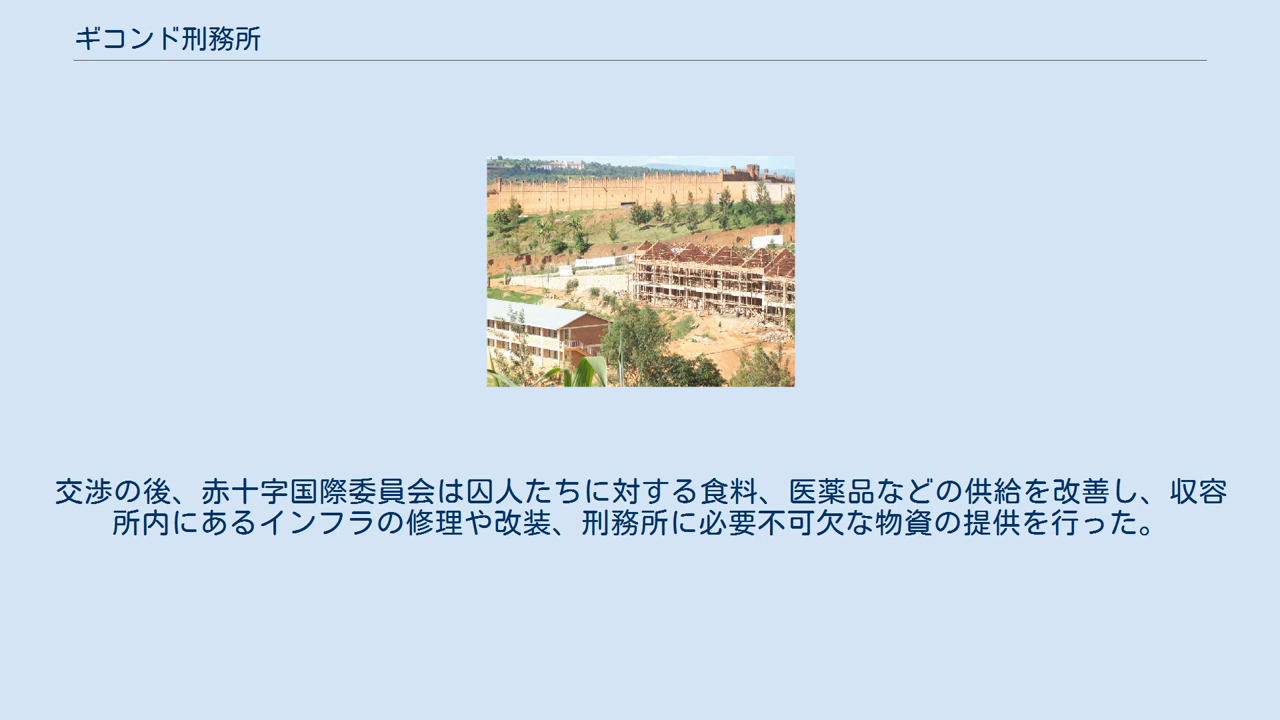 ギコンド刑務所
交渉の後、赤十字国際委員会は囚人たちに対する食料、医薬品などの供給を改善し、収容
所内にあるインフラの修理や改装、刑務所に必要不可欠な物資の提供を行った。